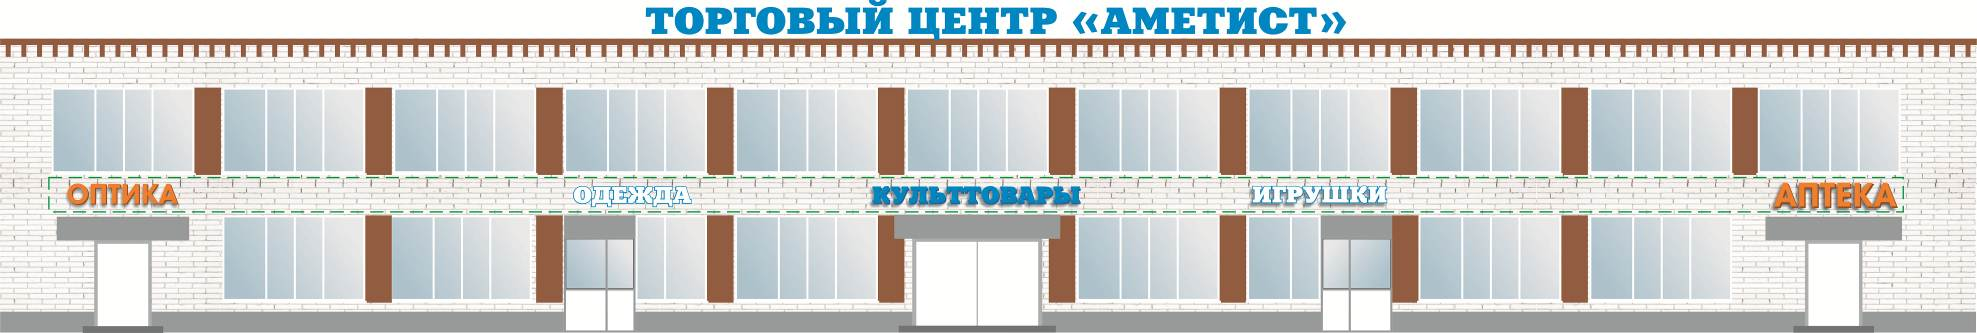 ТОРГОВЫЙ ЦЕНТР «АМЕТИСТ»
ОПТИКА
ОДЕЖДА
КУЛЬТТОВАРЫ
ИГРУШКИ
АПТЕКА